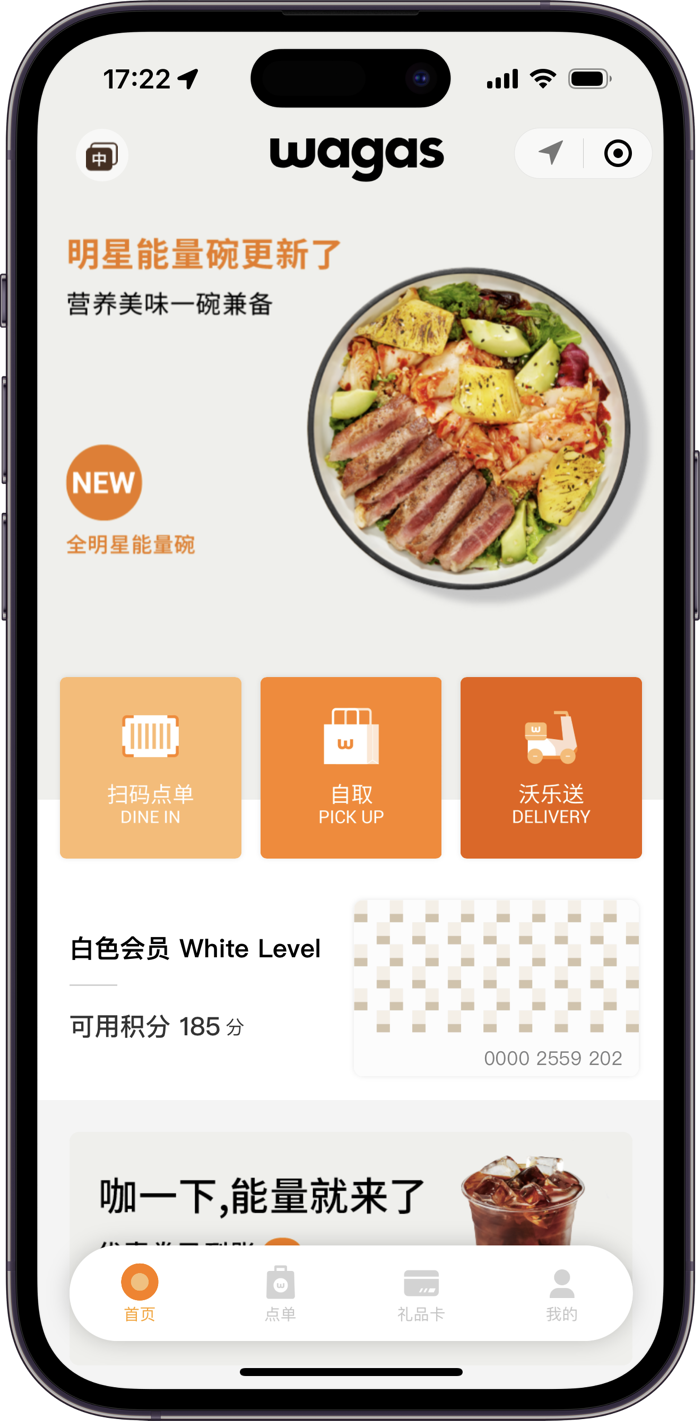 17:22
中
wagas
明星能量碗更新了
营养美味一碗兼备
NEW
全明星能量碗
扫码点单
DINE IN
w
自取
PICK UP
w
沃乐送
DELIVERY
白色会员 White Level
可用积分 185 分
0000 2559 202
咖一下,能量就来了
首页
w
点单
礼品卡
我的